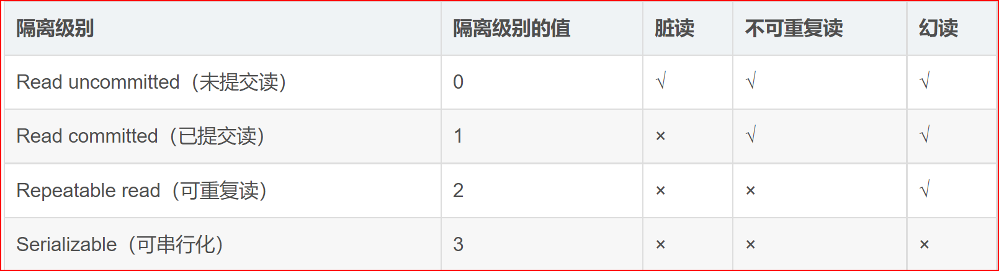 隔离级别 隔离级别的值 脏读 不可重复读 幻读
Read uncommitted（未提交读） 0 √ √ √
Read committed（已提交读） 1 × √ √
Repeatable read（可重复读） 2 × × √
Serializable（可串行化） 3 × × ×